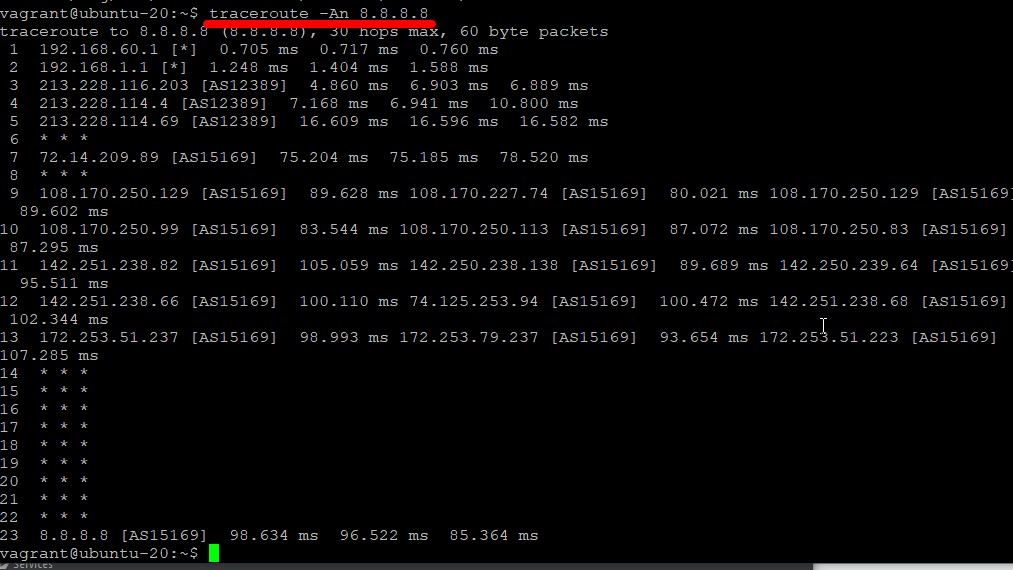 vagrant@ubuntu-20:~$ traceroute -An 8.8.8.8
traceroute to 8.8.8.8 (8.8.8.8), 30 hops max, 60 byte packets
1 192.168.60.1 [*] 0.705 ms 0.717 ms 0.760 ms
2 192.168.1.1 [*] 1.248 ms 1.404 ms 1.588 ms
3 213.228.116.203 [AS12389] 4.860 ms 6.903 ms 6.889 ms
4 213.228.114.4 [AS12389] 7.168 ms 6.941 ms 10.800 ms
5 213.228.114.69 [AS12389] 16.609 ms 16.596 ms 16.582 ms
6 * * *
7 72.14.209.89 [AS15169] 75.204 ms 75.185 ms 78.520 ms
8 * * *
9 108.170.250.129 [AS15169] 89.628 ms 108.170.227.74 [AS15169] 80.021 ms 108.170.250.129 [AS15169]
89.602 ms
10 108.170.250.99 [AS15169] 83.544 ms 108.170.250.113 [AS15169] 87.072 ms 108.170.250.83 [AS15169]
87.295 ms
11 142.251.238.82 [AS15169] 105.059 ms 142.250.238.138 [AS15169] 89.689 ms 142.250.239.64 [AS15169]
95.511 ms
12 142.251.238.66 [AS15169] 100.110 ms 74.125.253.94 [AS15169] 100.472 ms 142.251.238.68 [AS15169]
102.344 ms
13 172.253.51.237 [AS15169] 98.993 ms 172.253.79.237 [AS15169] 93.654 ms 172.253.51.223 [AS15169]
107.285 ms
14 * * *
15 * * *
16 * * *
17 * * *
18 * * *
19 * * *
20 * * *
21 * * *
22 * * *
23 8.8.8.8 [AS15169] 98.634 ms 96.522 ms 85.364 ms
vagrant@ubuntu-20:~$
Services